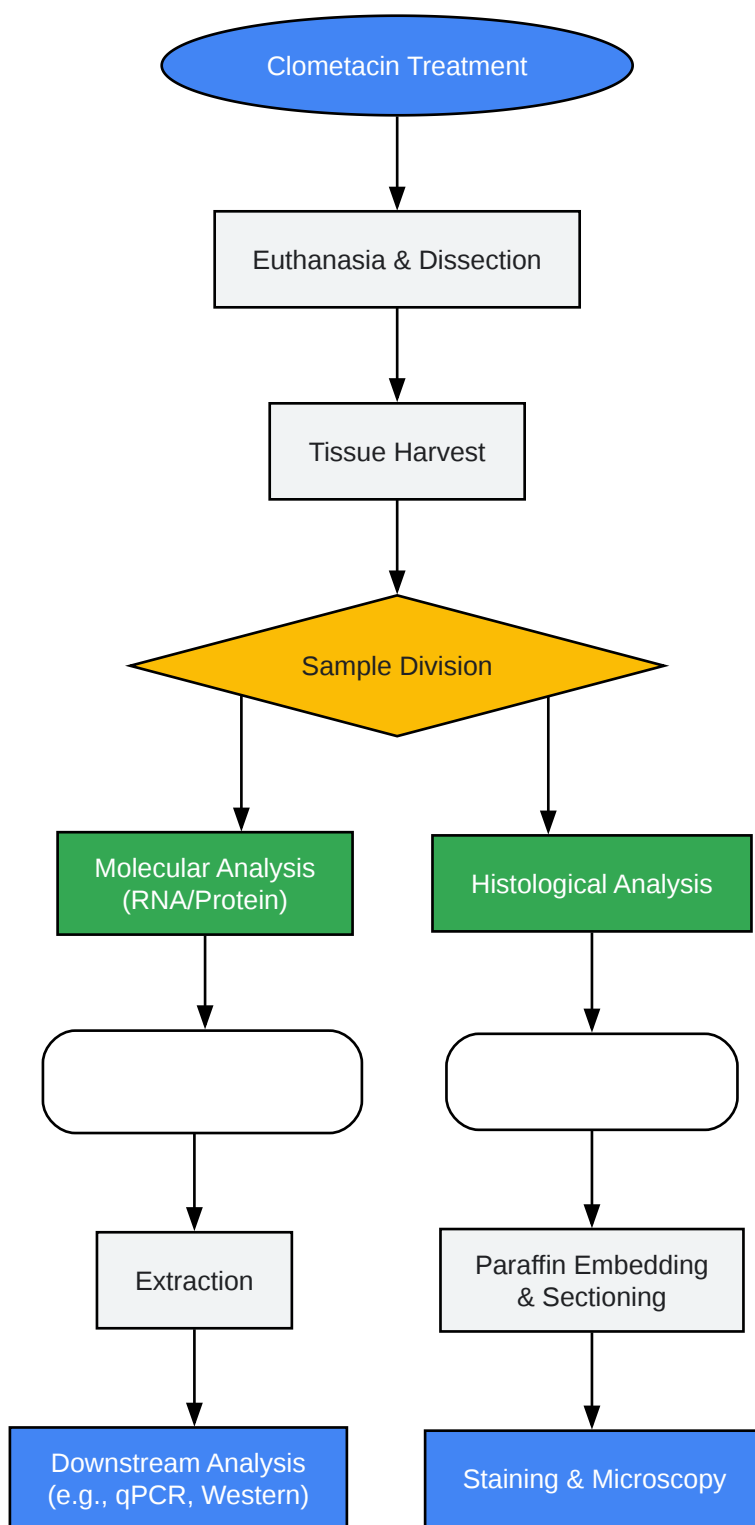 Clometacin Treatment
Euthanasia & Dissection
Tissue Harvest
Sample Division
Molecular Analysis
(RNA/Protein)
Histological Analysis
Extraction
Paraffin Embedding
& Sectioning
Downstream Analysis
(e.g., qPCR, Western)
Staining & Microscopy